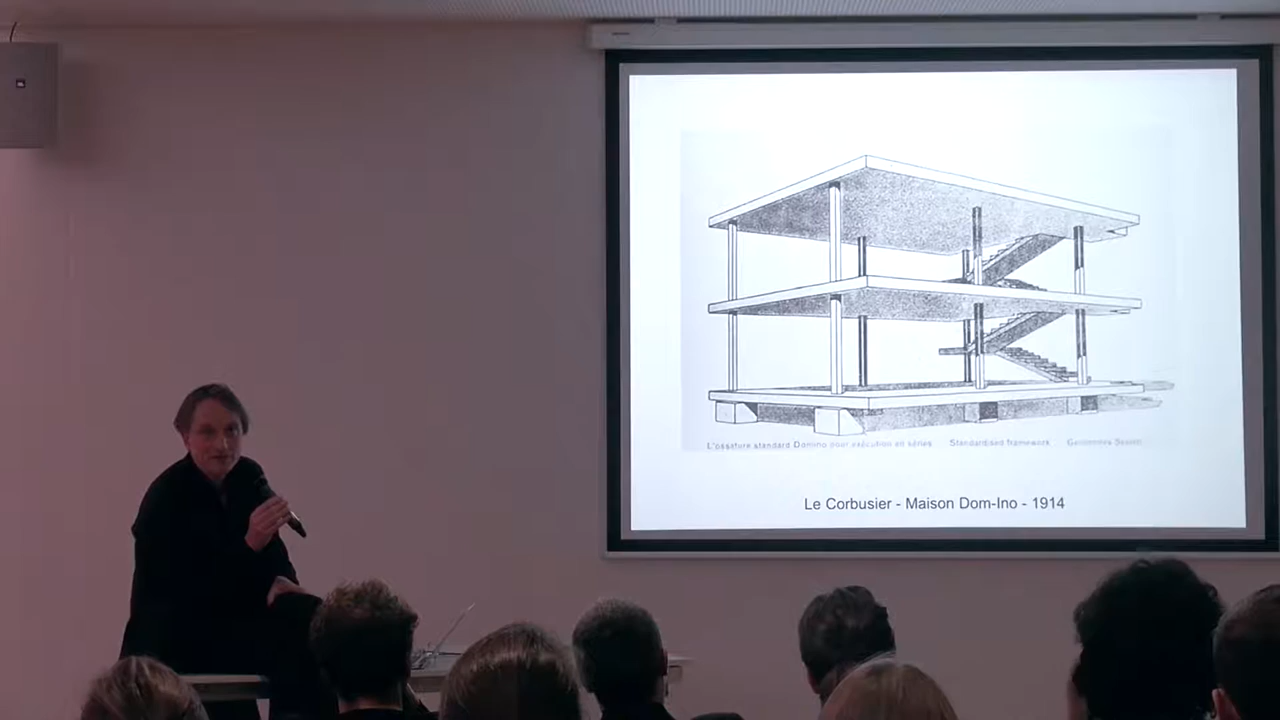 L'ossature standard Domino pour exécution en séries Standardised framework
Le Corbusier - Maison Dom-Ino - 1914